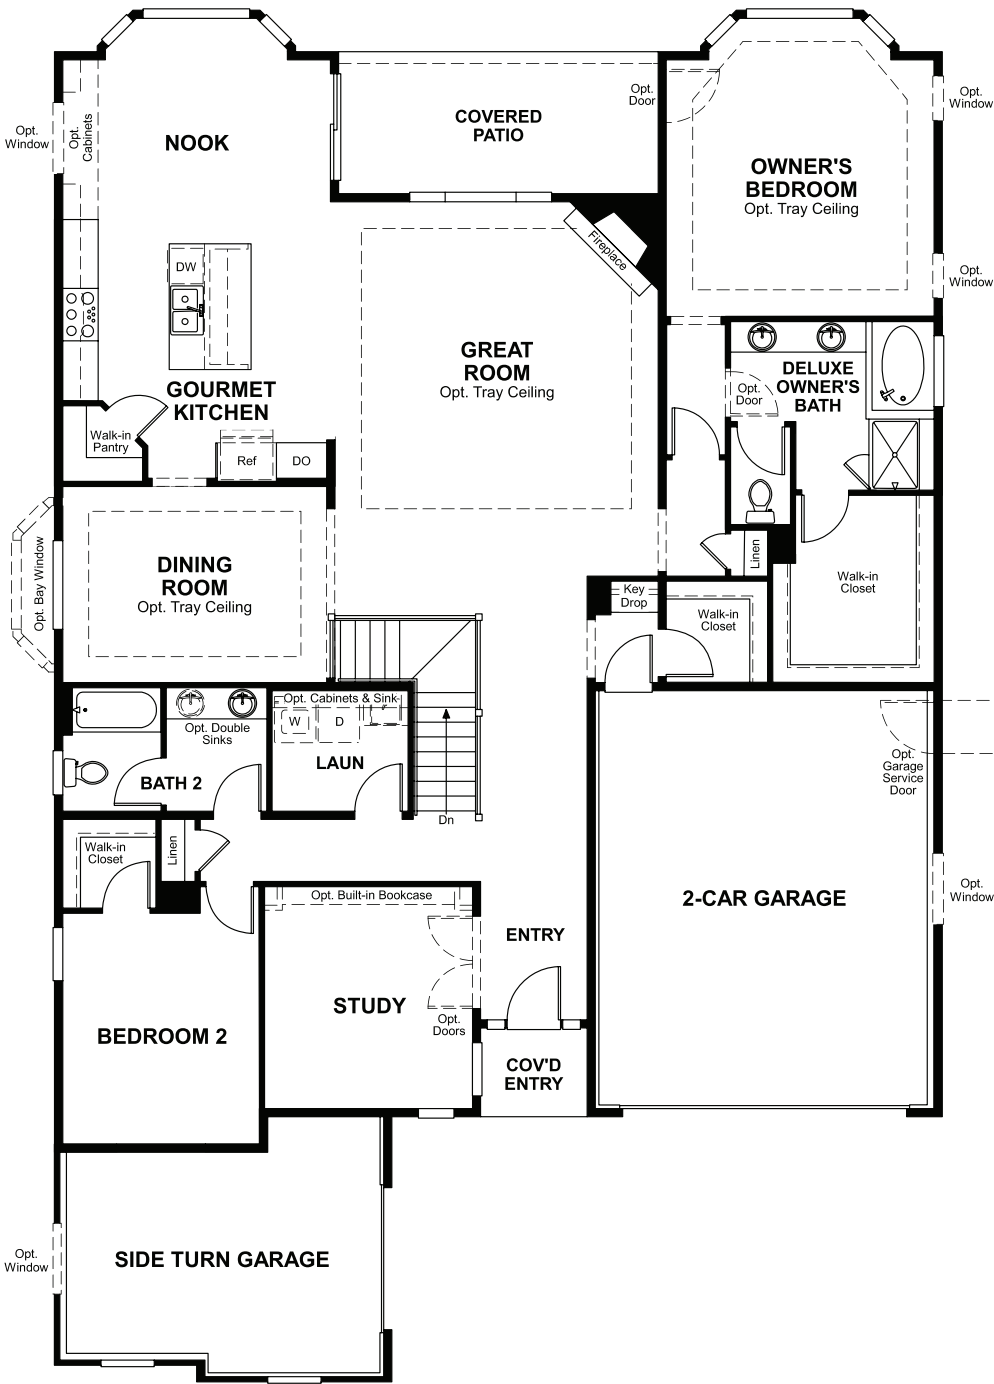 COVERED
PATIO
Opt.
Door
Opt.
Window
Opt.
Window
Opt.
Cabinets
NOOK
OWNER'S
BEDROOM
Opt. Tray Ceiling
Fireplace
DW
Opt.
Window
GREAT
ROOM
Opt. Tray Ceiling
GOURMET
KITCHEN
DELUXE
OWNER'S
BATH
Opt.
Door
Walk-in
Pantry
Ref
DO
Opt. Bay Window
DINING
ROOM
Opt. Tray Ceiling
Linen
Walk-in
Closet
Key
Drop
Walk-in
Closet
Opt. Cabinets & Sink
W
D
LAUN
Opt. Double
Sinks
BATH 2
Dn
Opt.
Garage
Service
Door
Walk-in
Closet
Linen
Opt. Built-in Bookcase
2-CAR GARAGE
Opt.
Window
ENTRY
STUDY
Opt.
Doors
BEDROOM 2
COV'D
ENTRY
Opt.
Window
SIDE TURN GARAGE